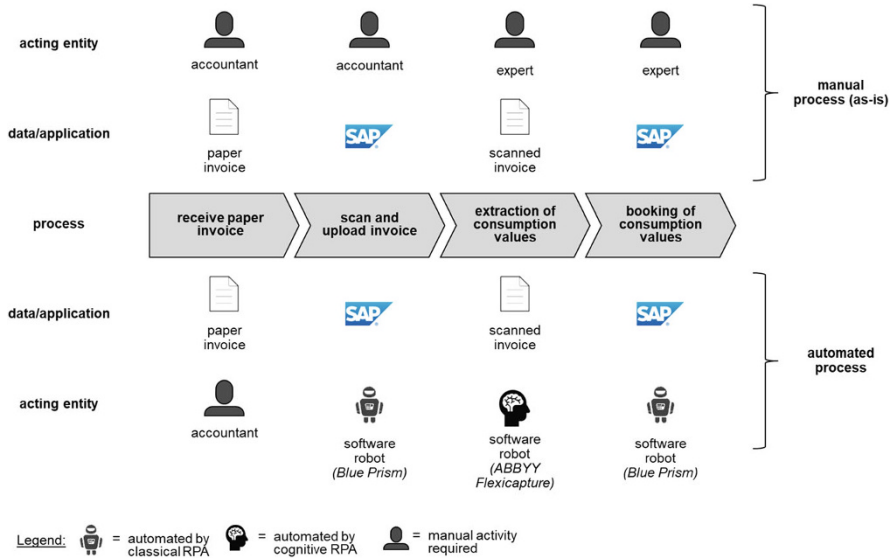 acting entity
accountant
accountant
expert
expert
manual
process (as-is)
data/application
paper
invoice
SAP
scanned
invoice
SAP
process
receive paper
invoice
scan and
upload invoice
extraction of
consumption
values
booking of
consumption
values
data/application
paper
invoice
SAP
scanned
invoice
SAP
automated
process
acting entity
accountant
software
robot
(Blue Prism)
software
robot
(ABBYY
Flexicapture)
software
robot
(Blue Prism)
Legend:
= automated by
classical RPA
= automated by
cognitive RPA
= manual activity
required